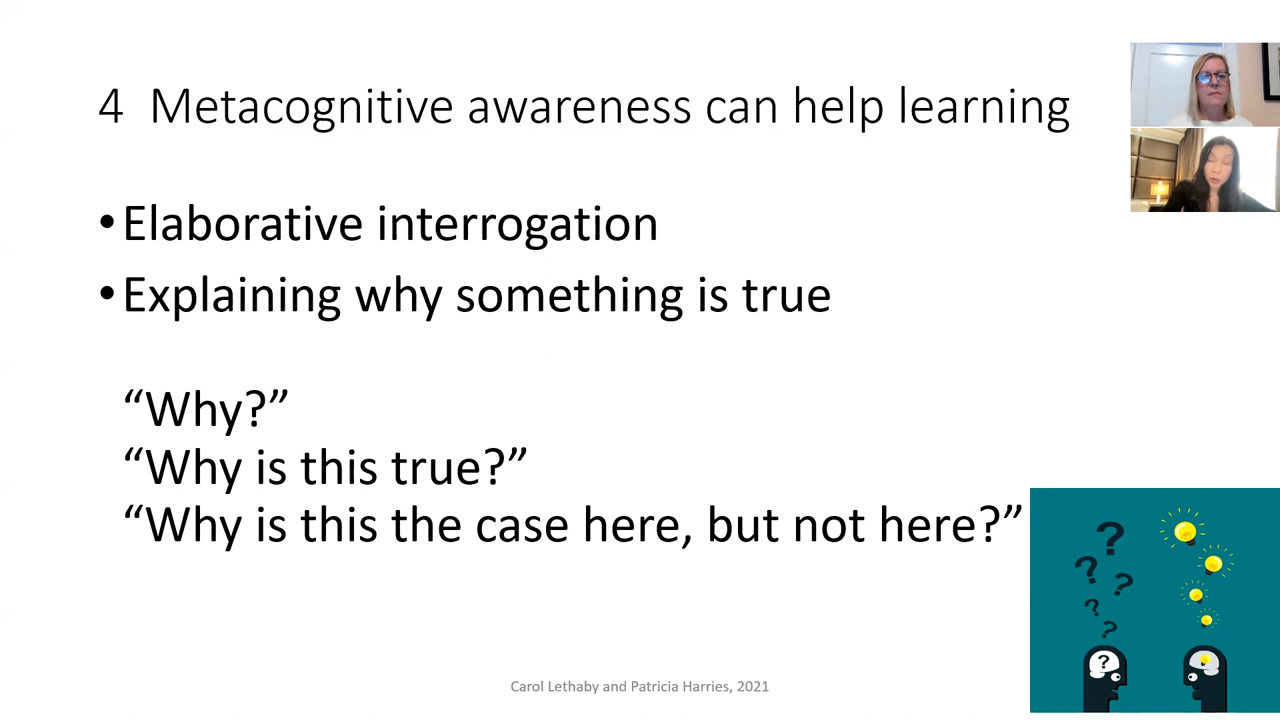 4 Metacognitive awareness can help learning
•Elaborative interrogation
•Explaining why something is true
“Why?”
“Why is this true?”
“Why is this the case here, but not here?”
? 
?
?
?
?
?
Carol Lethaby and Patricia Harries, 2021